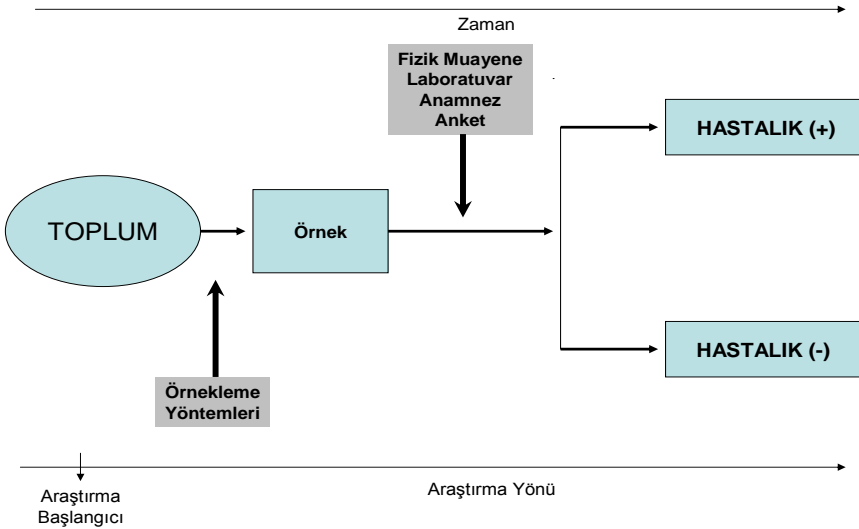 Zaman
Fizik Muayene
Laboratuvar
Anamnez
Anket
HASTALIK (+)
TOPLUM
Örnek
HASTALIK (-)
Örnekleme
Yöntemleri
Araştırma Yönü
Araştırma
Başlangıcı